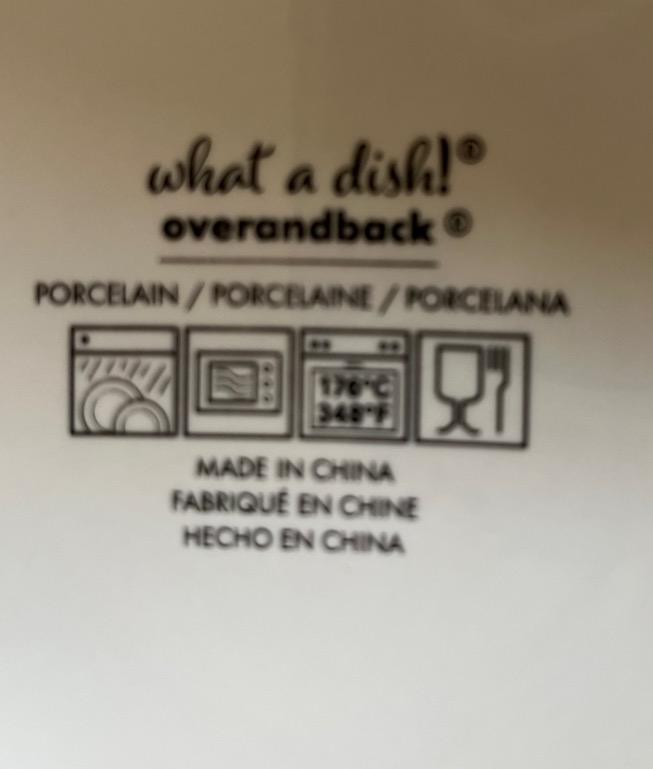 what a dish!®
overandback®
PORCELAIN / PORCELAINE / PORCELANA
MADE IN CHINA
FABRIQUÉ EN CHINE
HECHO EN CHINA